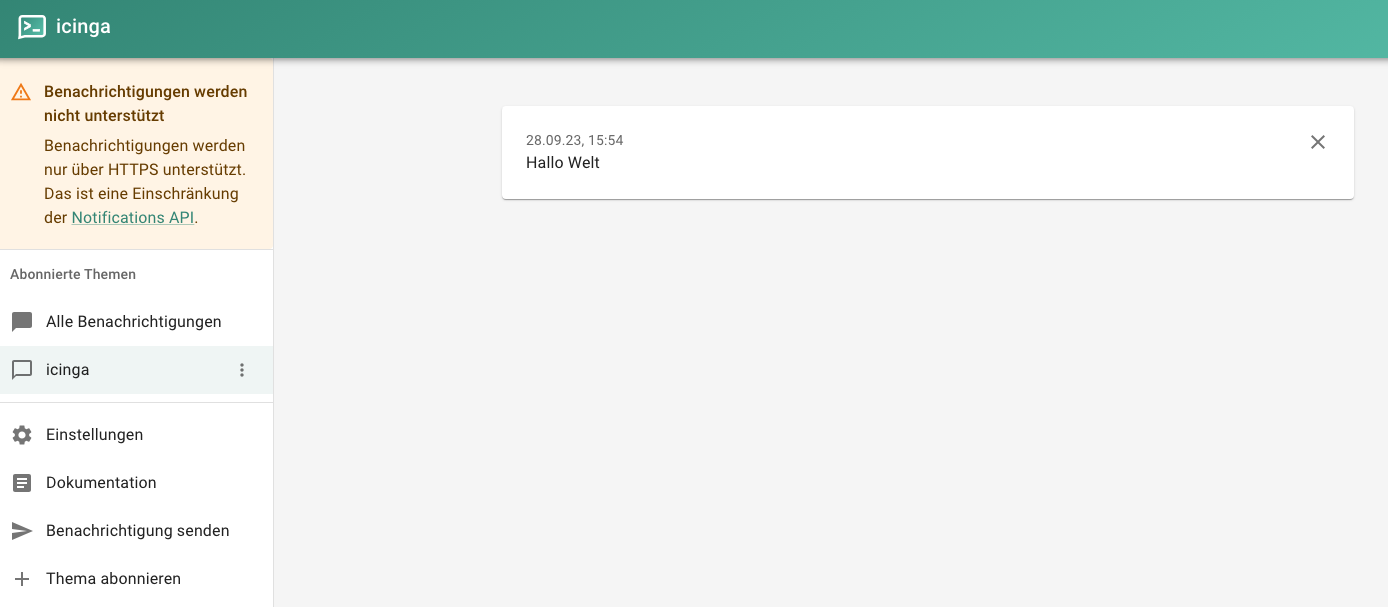 icinga
Benachrichtigungen werden
nicht unterstützt
Benachrichtigungen werden
nur über HTTPS unterstützt.
Das ist eine Einschränkung
der Notifications API.
Abonnierte Themen
Alle Benachrichtigungen
icinga
Einstellungen
Dokumentation
Benachrichtigung senden
Thema abonnieren
28.09.23, 15:54
Hallo Welt